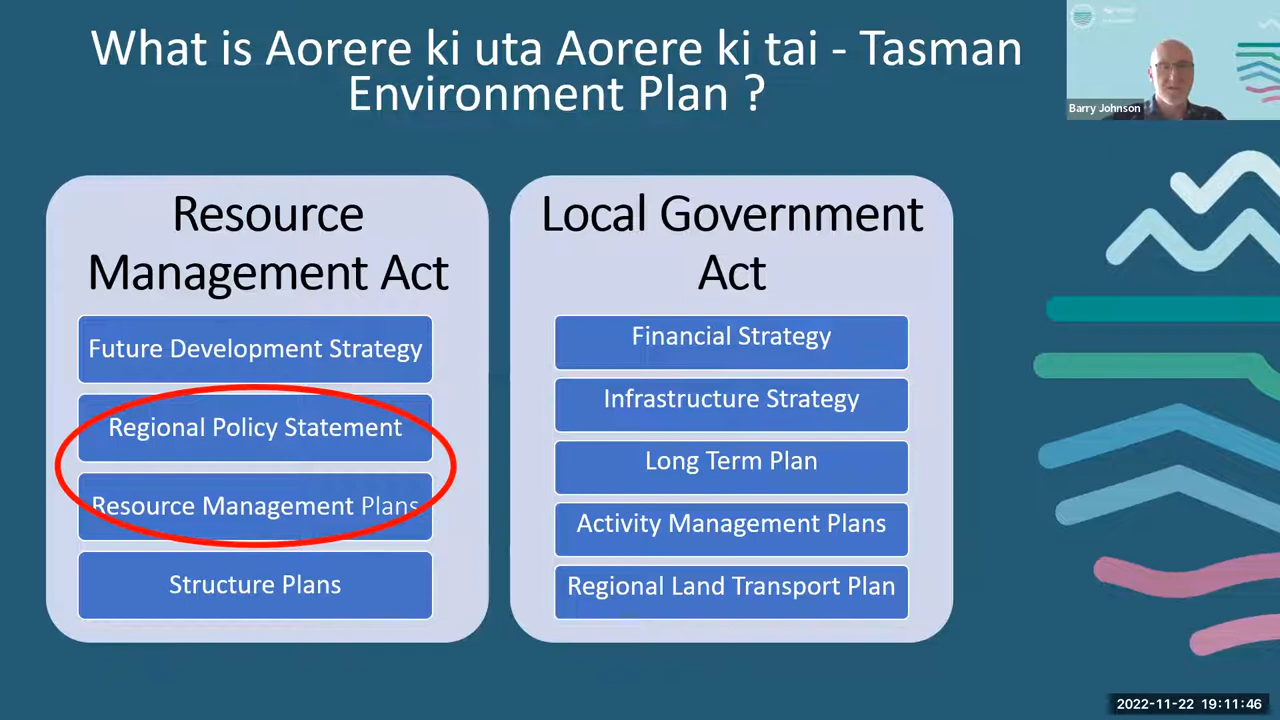 What is Aorere ki uta Aorere ki tai - Tasman
Environment Plan ?
Barry Johnson
Resource
Management Act
Future Development Strategy
Regional Policy Statement
Resource Management Plans
Structure Plans
Local Government
Act
Financial Strategy
Infrastructure Strategy
Long Term Plan
Activity Management Plans
Regional Land Transport Plan
2022-11-22 19:11:46